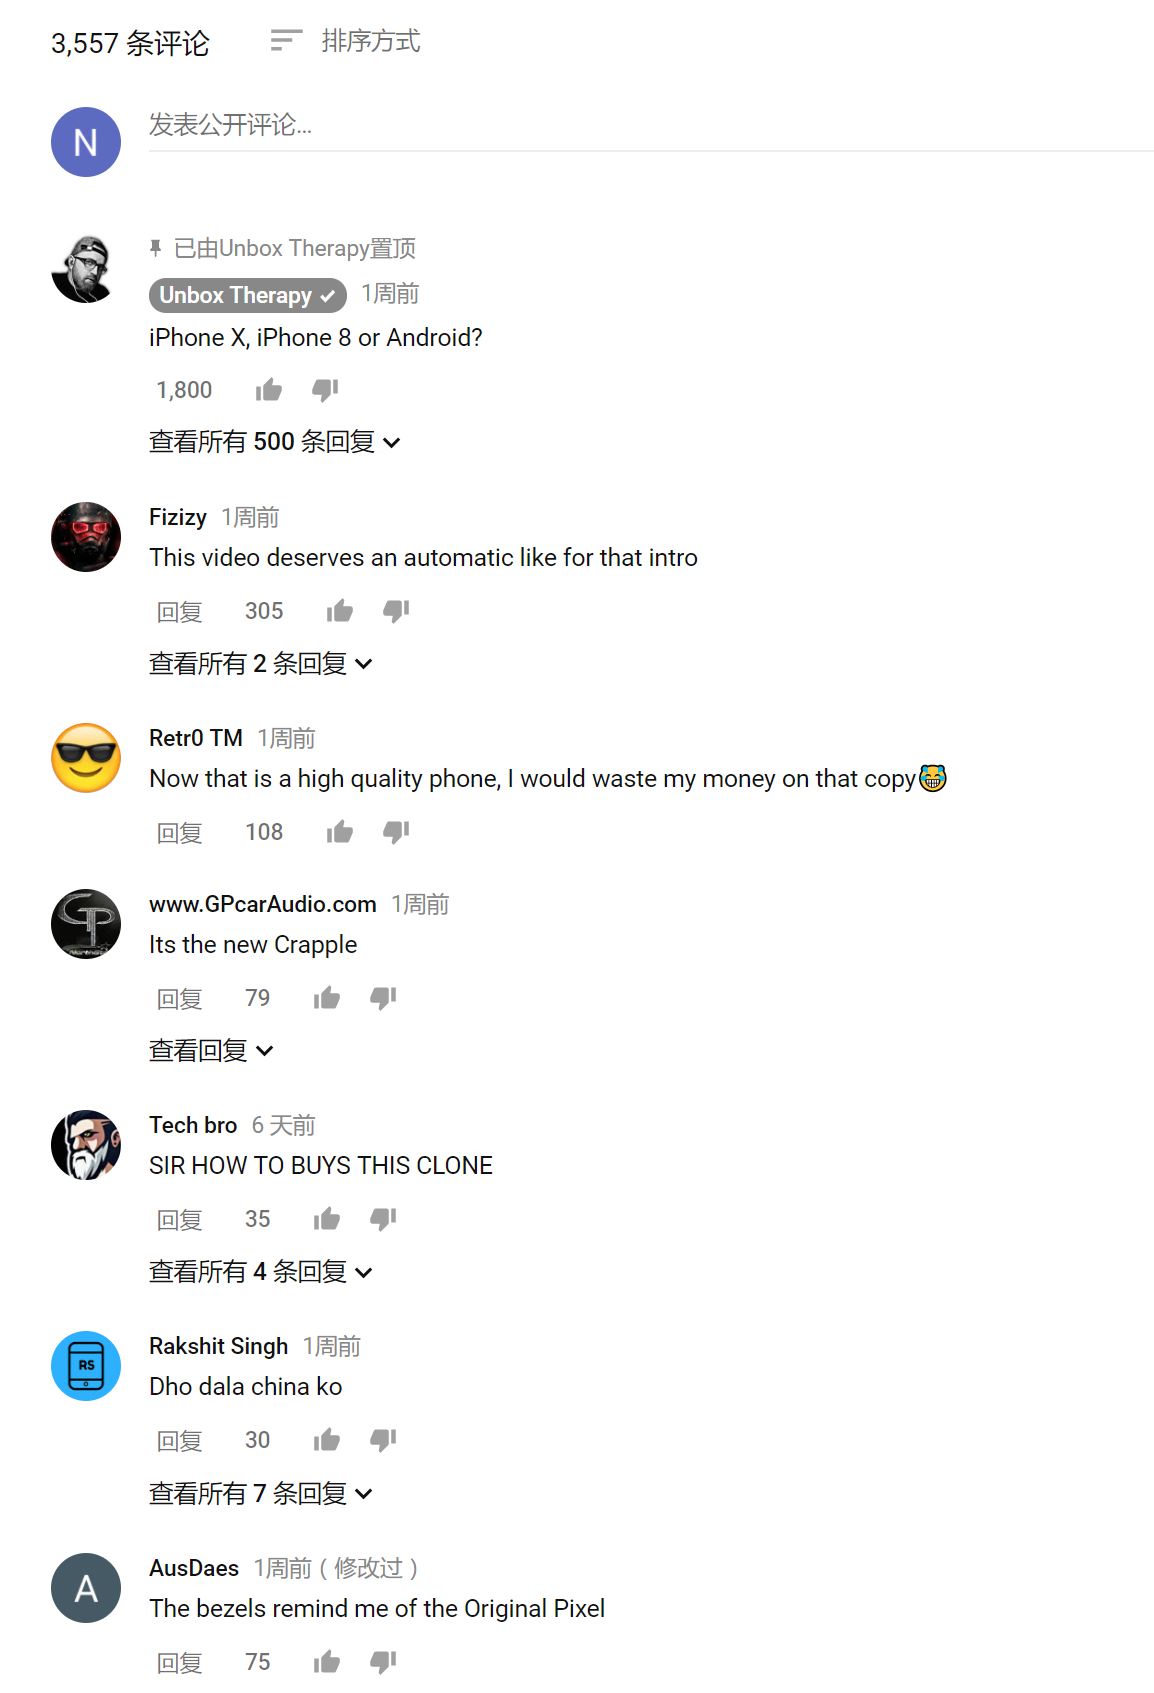 3,557 条评论 排序方式
N 发表公开评论...
已由Unbox Therapy置顶
Unbox Therapy 1周前
iPhone X, iPhone 8 or Android?
1,800
查看所有 500 条回复
Fizizy 1周前
This video deserves an automatic like for that intro
回复 305
查看所有 2 条回复
Retr0 TM 1周前
Now that is a high quality phone, I would waste my money on that copy😹
回复 108
www.GPcarAudio.com 1周前
Its the new Crapple
回复 79
查看回复
Tech bro 6 天前
SIR HOW TO BUYS THIS CLONE
回复 35
查看所有 4 条回复
Rakshit Singh 1周前
RS
Dho dala china ko
回复 30
查看所有 7 条回复
AusDaes 1周前（修改过）
A
The bezels remind me of the Original Pixel
回复 75